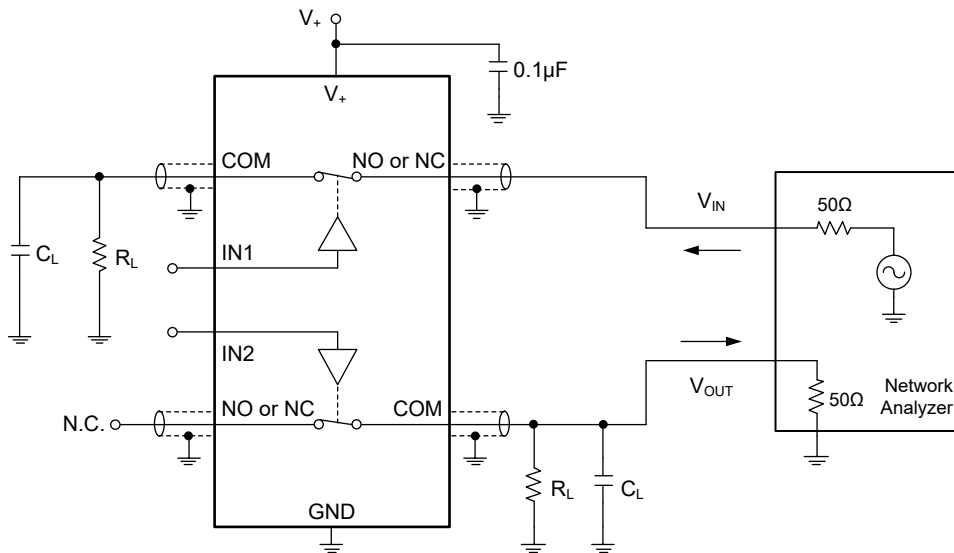 V+
0.1µF
V+
COM
NO or NC
VIN
50Ω
CL
RL
IN1
IN2
VOUT
50Ω
Network
Analyzer
NO or NC
COM
N.C.
RL
CL
GND